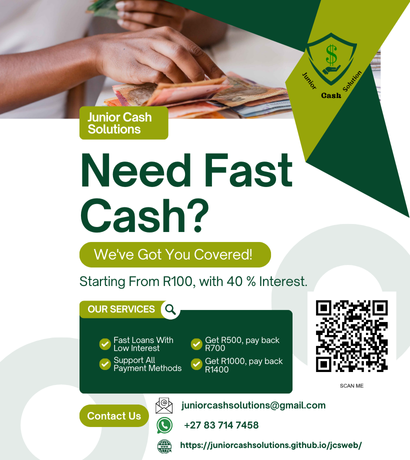 Junior Cash Solution
Junior Cash
Solutions
Need Fast
Cash?
We've Got You Covered!
Starting From R100, with 40 % Interest.
OUR SERVICES
Fast Loans With
Low Interest
Support All
Payment Methods
Get R500, pay back
R700
Get R1000, pay back
R1400
SCAN ME
Contact Us
juniorcashsolutions@gmail.com
+27 83 714 7458
https://juniorcashsolutions.github.io/jcsweb/